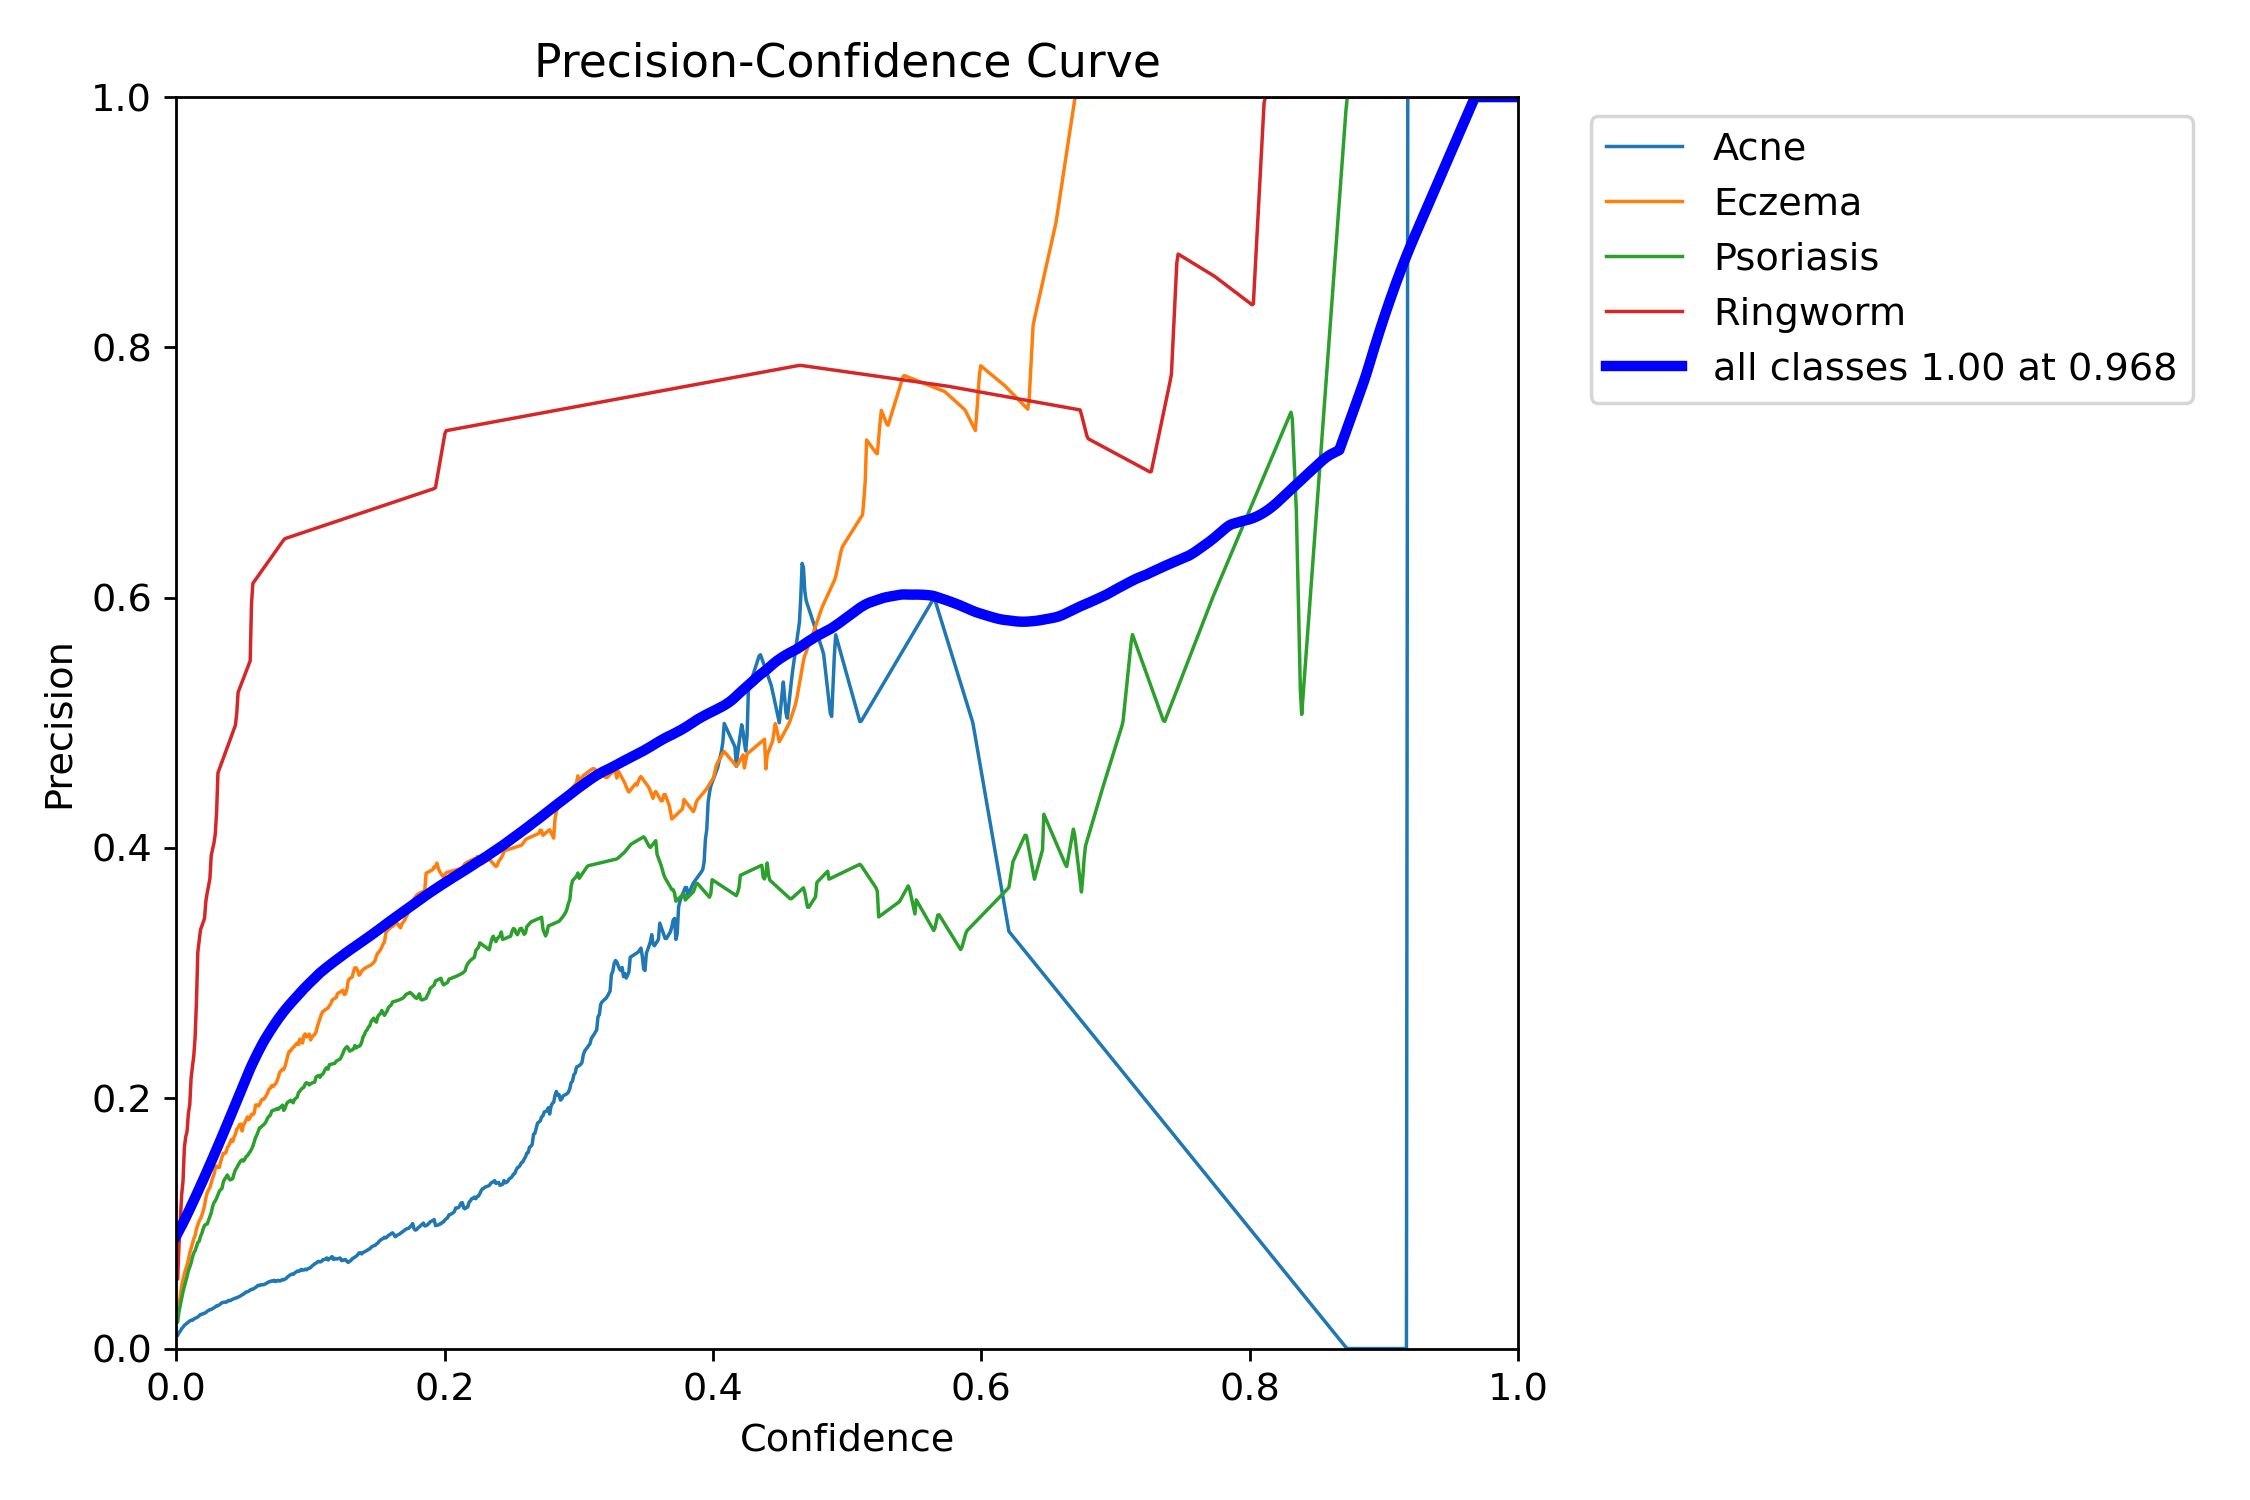 Precision-Confidence Curve
1.0
0.8
0.6
0.4
0.2
0.0
Precision
0.0 0.2 0.4 0.6 0.8 1.0
Confidence
Acne
Eczema
Psoriasis
Ringworm
all classes 1.00 at 0.968